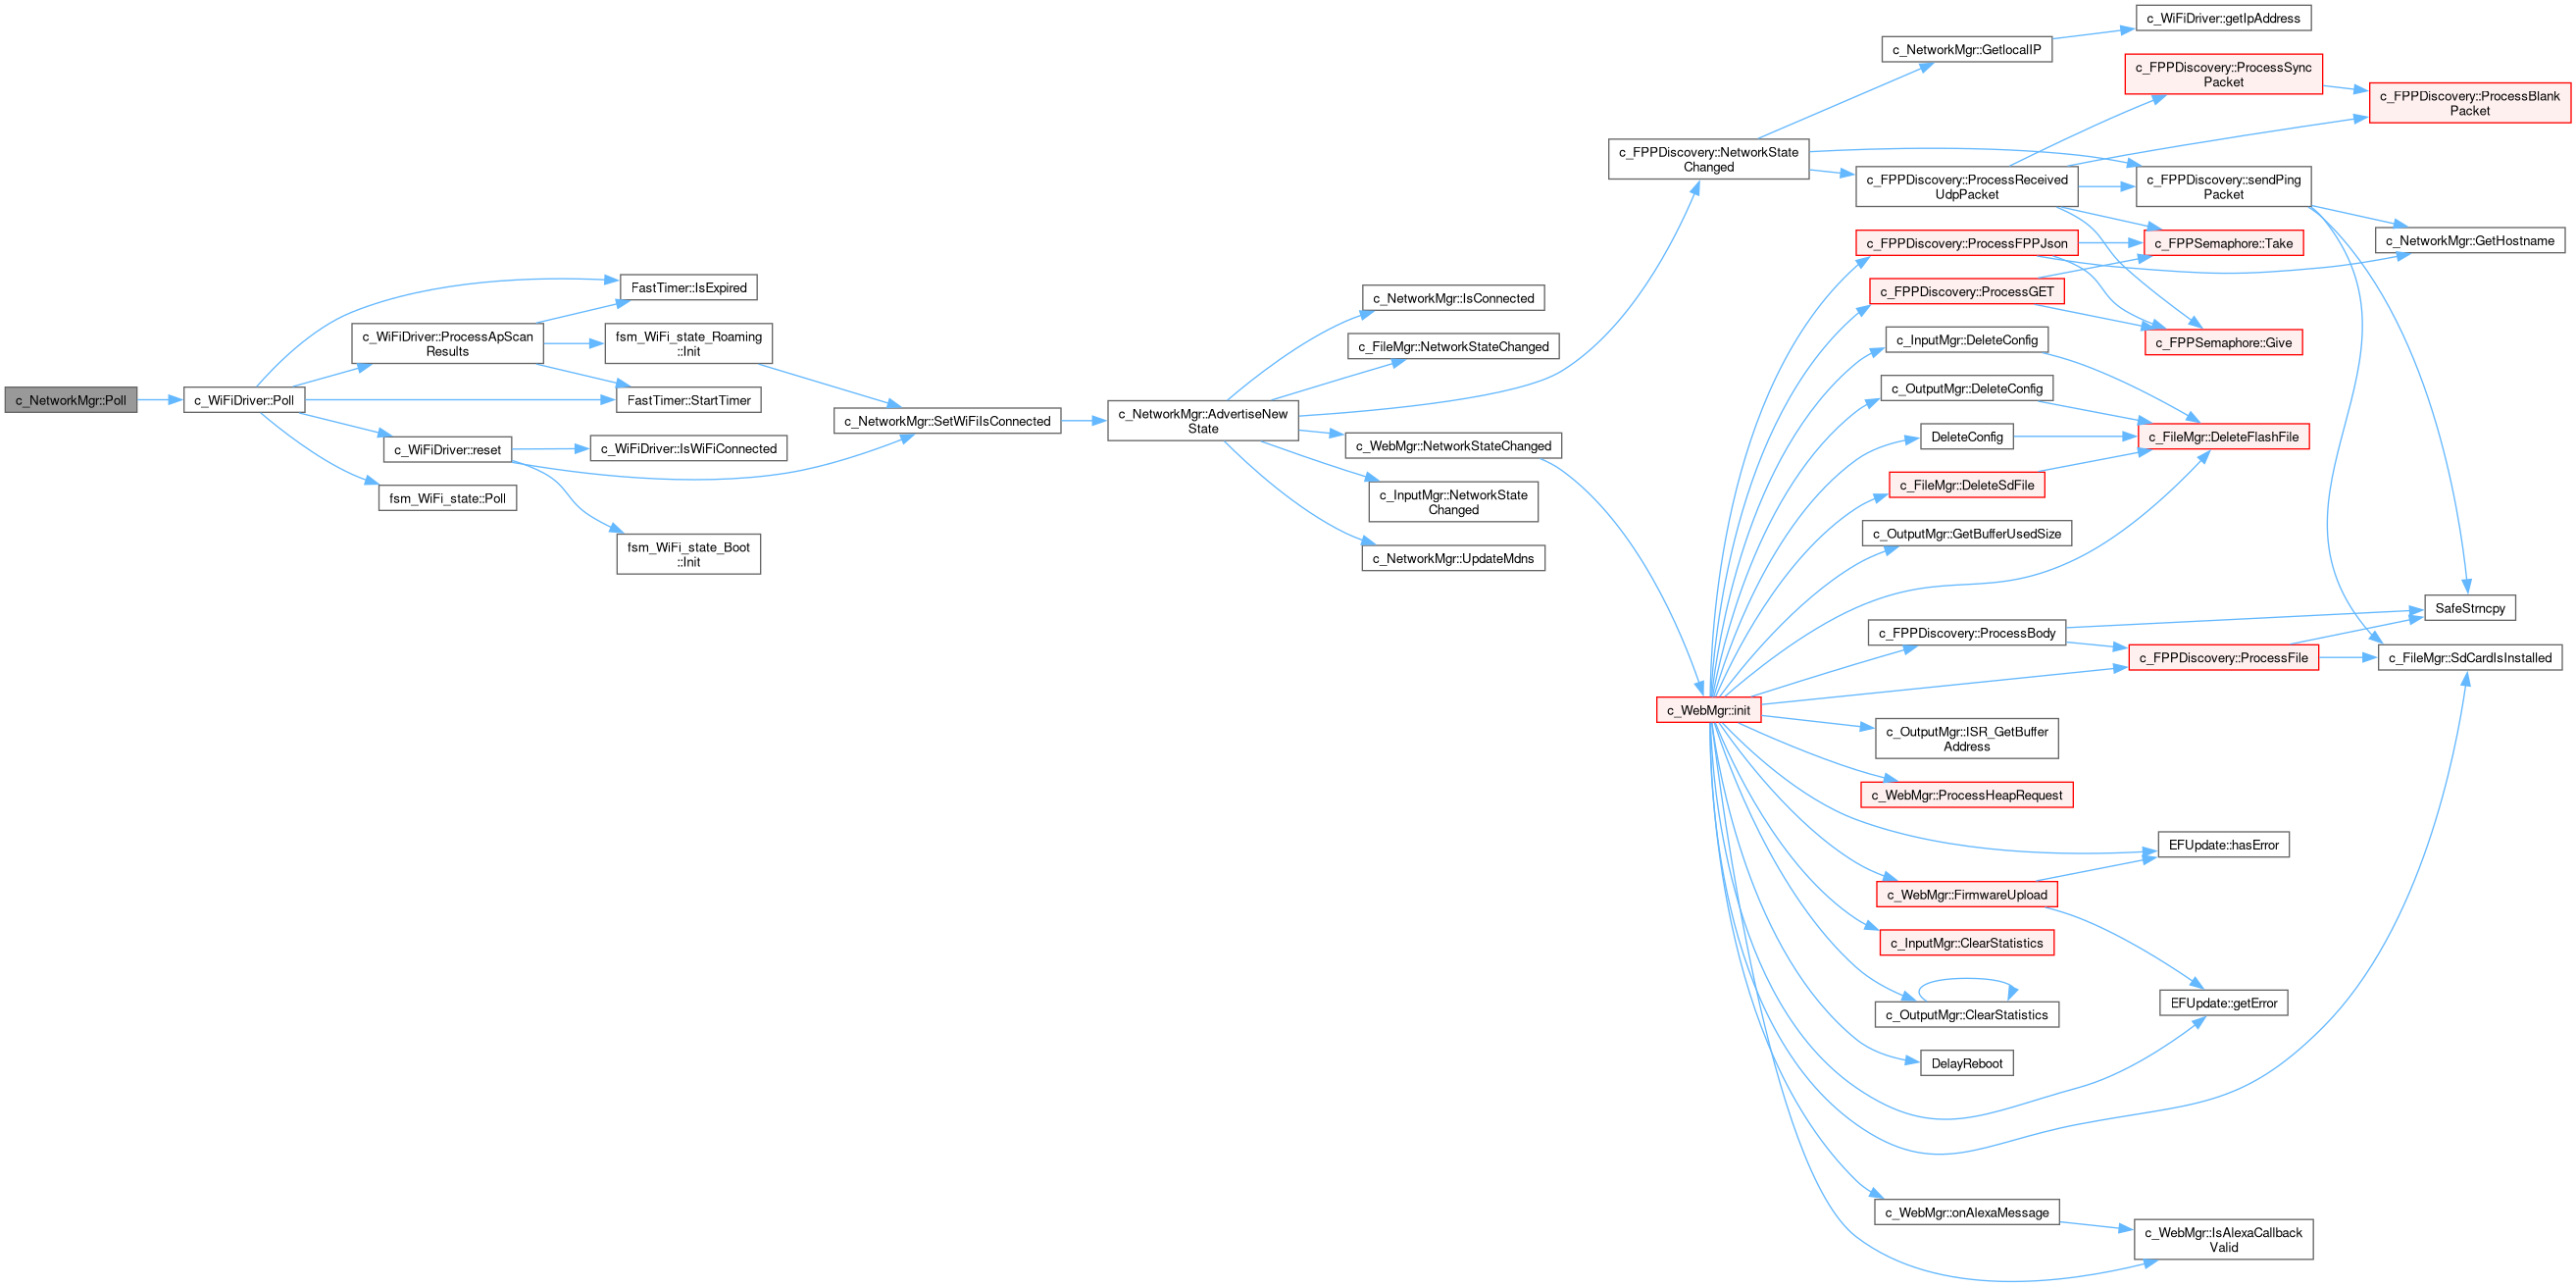 c_NetworkMgr::Poll
c_WiFiDriver::Poll
FastTimer::IsExpired
c_WiFiDriver::ProcessApScan
Results
fsm_WiFi_state_Roaming
::Init
FastTimer::StartTimer
c_WiFiDriver::reset
c_WiFiDriver::IsWiFiConnected
fsm_WiFi_state::Poll
fsm_WiFi_state_Boot
::Init
c_NetworkMgr::SetWiFiIsConnected
c_NetworkMgr::AdvertiseNew
State
c_NetworkMgr::IsConnected
c_FileMgr::NetworkStateChanged
c_WebMgr::NetworkStateChanged
c_InputMgr::NetworkState
Changed
c_NetworkMgr::UpdateMdns
c_FPPDiscovery::NetworkState
Changed
c_WebMgr::init
c_NetworkMgr::GetlocalIP
c_FPPDiscovery::ProcessReceived
UdpPacket
c_FPPDiscovery::ProcessFPPJson
c_FPPDiscovery::ProcessGET
c_InputMgr::DeleteConfig
c_OutputMgr::DeleteConfig
DeleteConfig
c_FileMgr::DeleteSdFile
c_OutputMgr::GetBufferUsedSize
c_FPPDiscovery::ProcessBody
c_OutputMgr::ISR_GetBuffer
Address
c_WebMgr::ProcessHeapRequest
c_WebMgr::FirmwareUpload
c_InputMgr::ClearStatistics
c_OutputMgr::ClearStatistics
DelayReboot
c_WebMgr::onAlexaMessage
c_WiFiDriver::getIpAddress
c_FPPDiscovery::ProcessSync
Packet
c_FPPDiscovery::sendPing
Packet
c_FPPSemaphore::Take
c_FPPSemaphore::Give
c_FileMgr::DeleteFlashFile
c_FPPDiscovery::ProcessFile
EFUpdate::hasError
EFUpdate::getError
c_WebMgr::IsAlexaCallback
Valid
c_FPPDiscovery::ProcessBlank
Packet
c_NetworkMgr::GetHostname
SafeStrncpy
c_FileMgr::SdCardIsInstalled